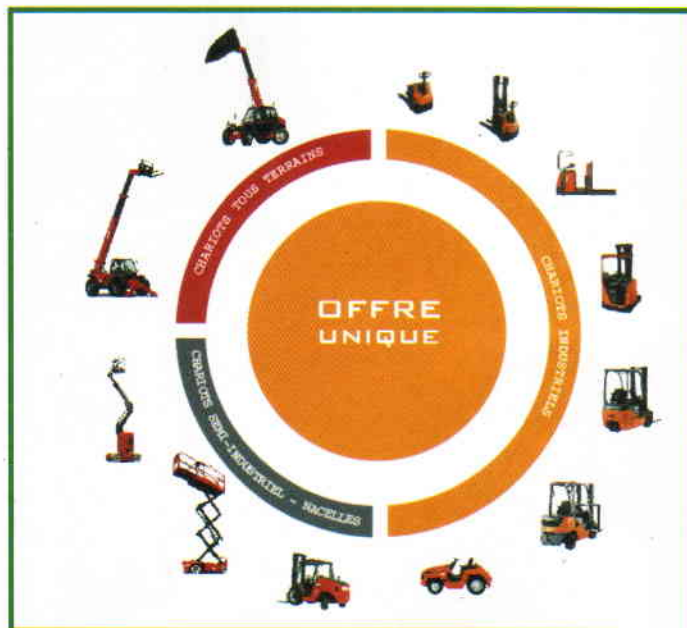 CHARIOTS TOUS TERRAINS
CHARIOTS INDUSTRIELS
OFFRE
UNIQUE
CHARIOTS SEMI-INDUSTRIEL - NACELLES